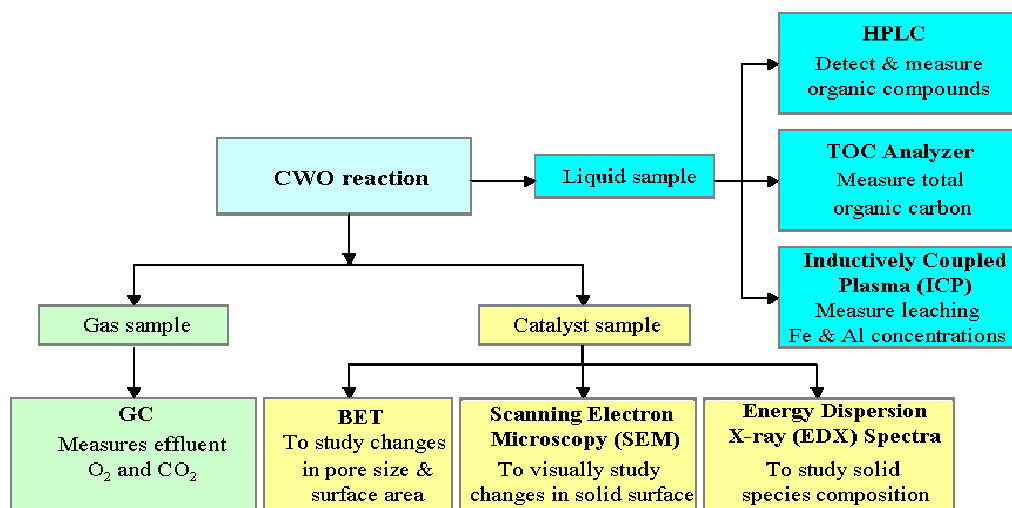 HPLC
Detect & measure
organic compounds
CWO reaction
Liquid sample
TOC Analyzer
Measure total
organic carbon
Inductively Coupled
Plasma (ICP)
Measure leaching
Fe & Al concentrations
Gas sample
Catalyst sample
GC
Measures effluent
O₂ and CO₂
BET
To study changes
in pore size &
surface area
Scanning Electron
Microscopy (SEM)
To visually study
changes in solid surface
Energy Dispersion
X-ray (EDX) Spectra
To study solid
species composition